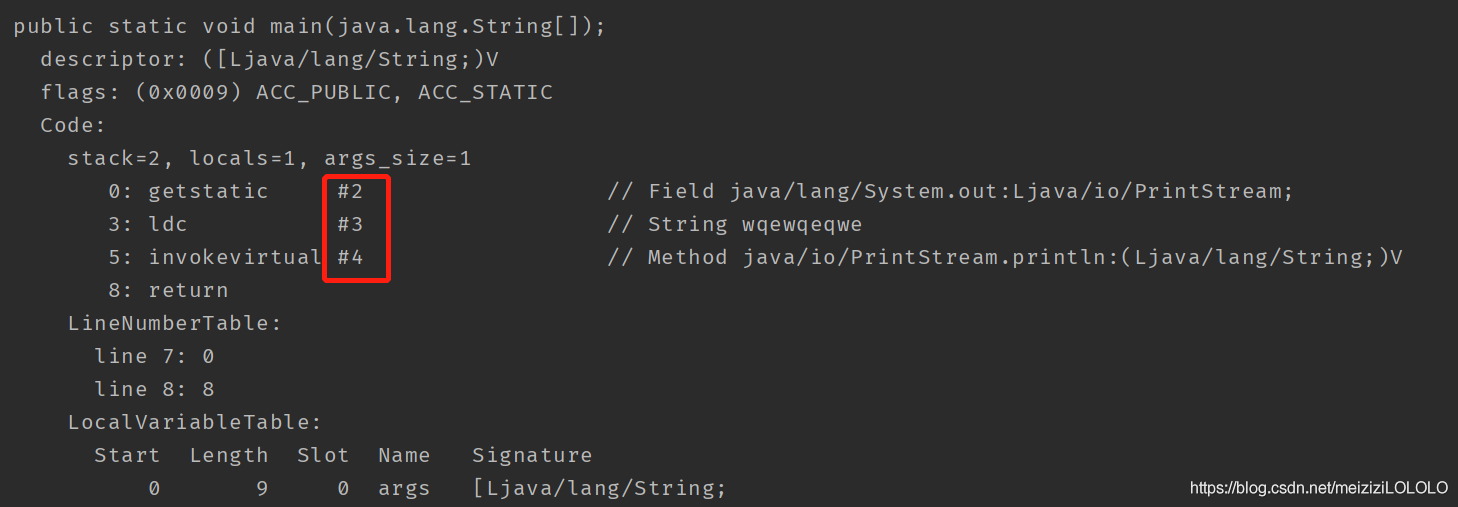 public static void main(java.lang.String[]);
descriptor: ([Ljava/lang/String;)V
flags: (0x0009) ACC_PUBLIC, ACC_STATIC
Code:
stack=2, locals=1, args_size=1
0: getstatic #2 // Field java/lang/System.out:Ljava/io/PrintStream;
3: ldc #3 // String wqewqeqwe
5: invokevirtual #4 // Method java/io/PrintStream.println:(Ljava/lang/String;)V
8: return
LineNumberTable:
line 7: 0
line 8: 8
LocalVariableTable:
Start Length Slot Name Signature
0 9 0 args [Ljava/lang/String;
https://blog.csdn.net/meiziziLOLOLO